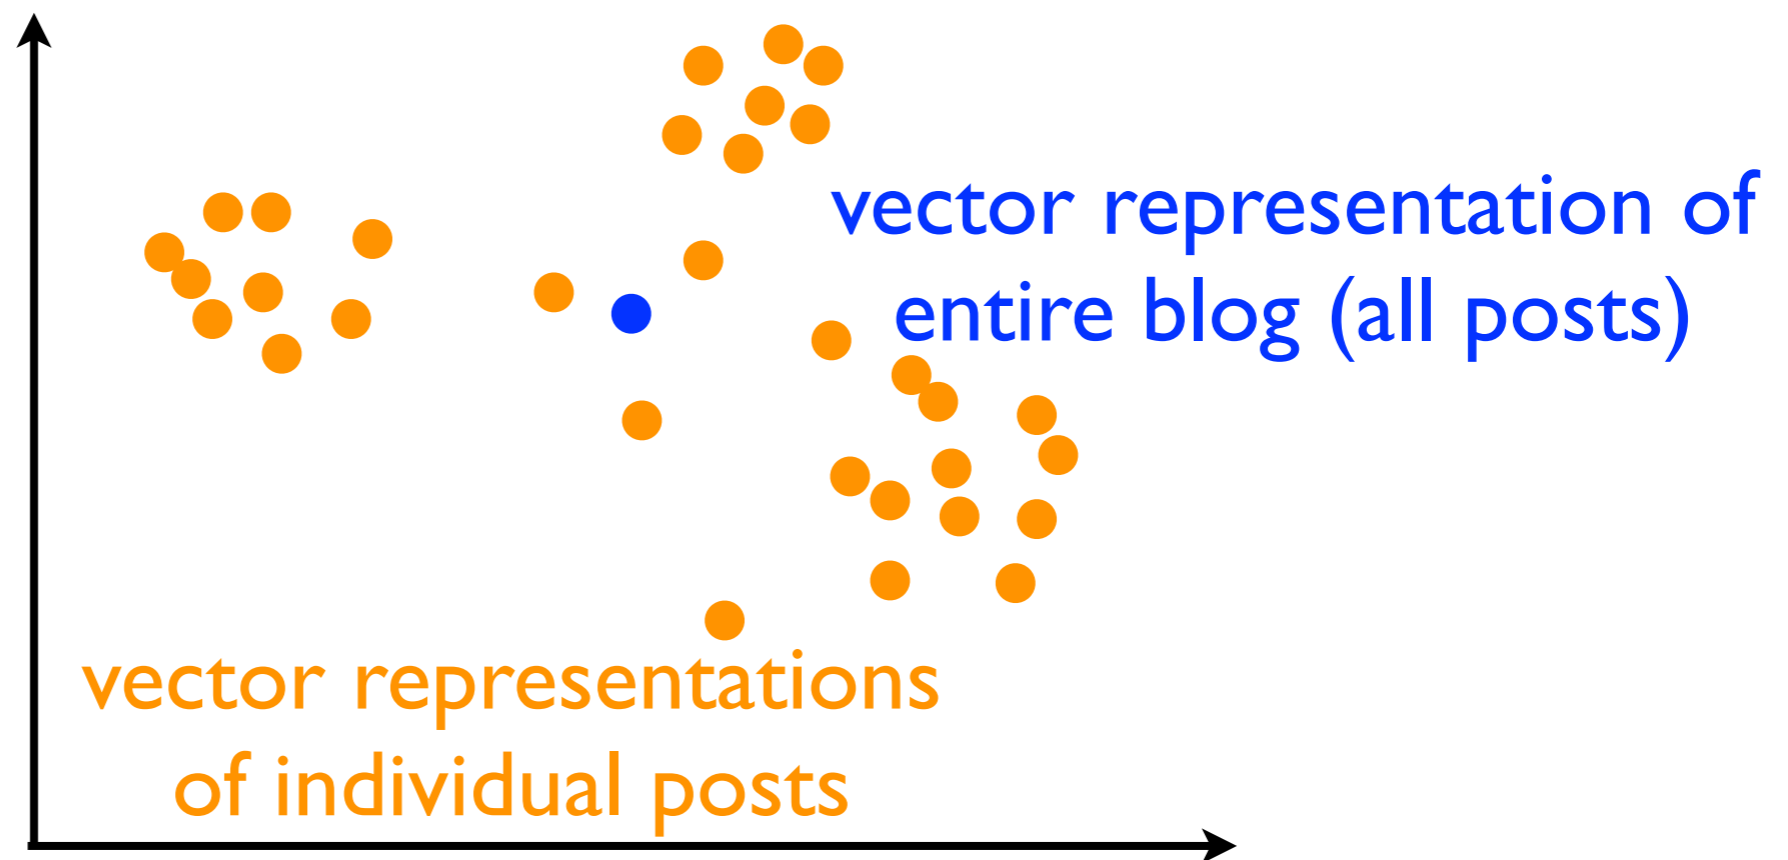 vector representation of
entire blog (all posts)
vector representations
of individual posts